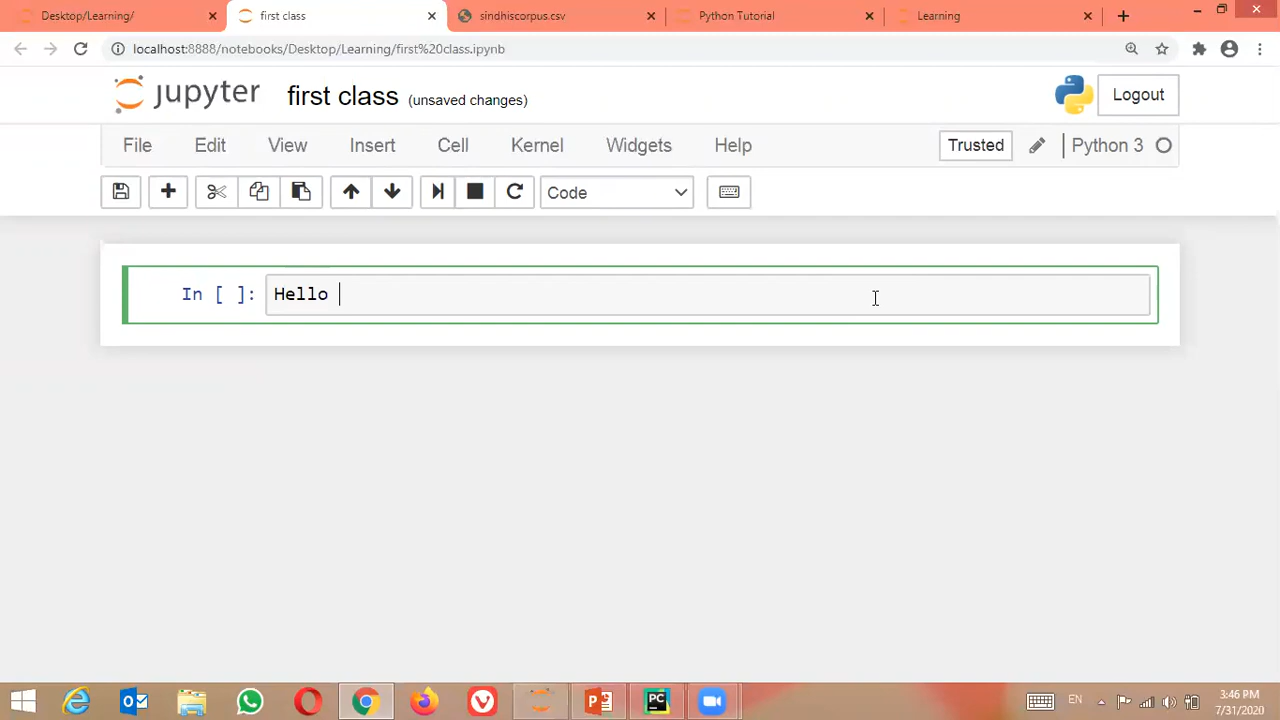 Desktop/Learning/
first class
sindhiscorpus.csv
Python Tutorial
Learning
localhost:8888/notebooks/Desktop/Learning/first%20class.ipynb
jupyter first class (unsaved changes)
Logout
File Edit View Insert Cell Kernel Widgets Help
Trusted
Python 3
Code
In [ ]: Hello
PC
EN
3:46 PM
7/31/2020